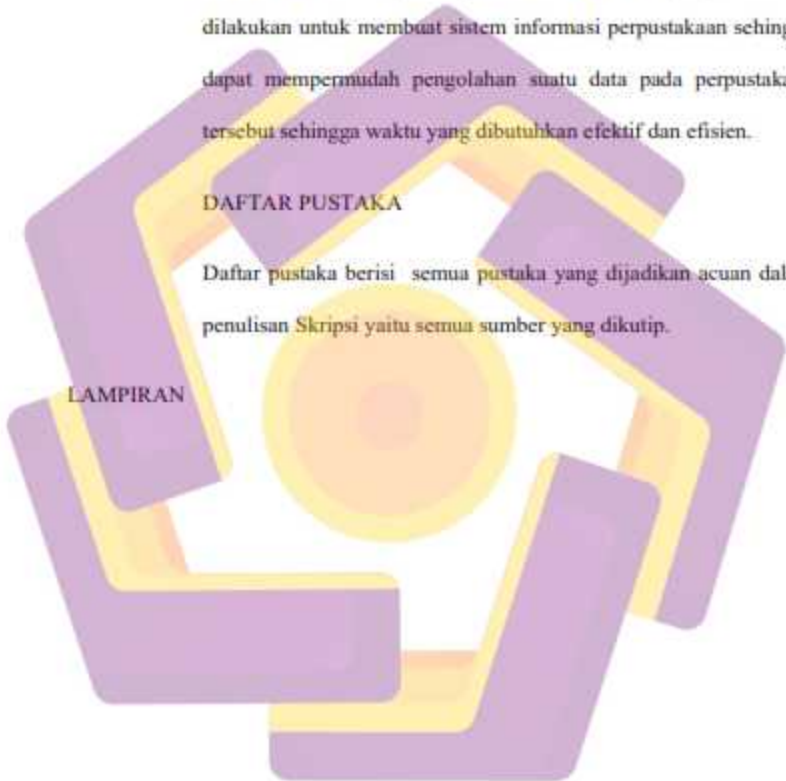 dilakukan untuk membuat sistem informasi perpustakaan sehing
dapat mempermudah pengolahan suatu data pada perpustaka
tersebut sehingga waktu yang dibutuhkan efektif dan efisien.
DAFTAR PUSTAKA
Daftar pustaka berisi semua pustaka yang dijadikan acuan dal
penulisan Skripsi yaitu semua sumber yang dikutip.
LAMPIRAN